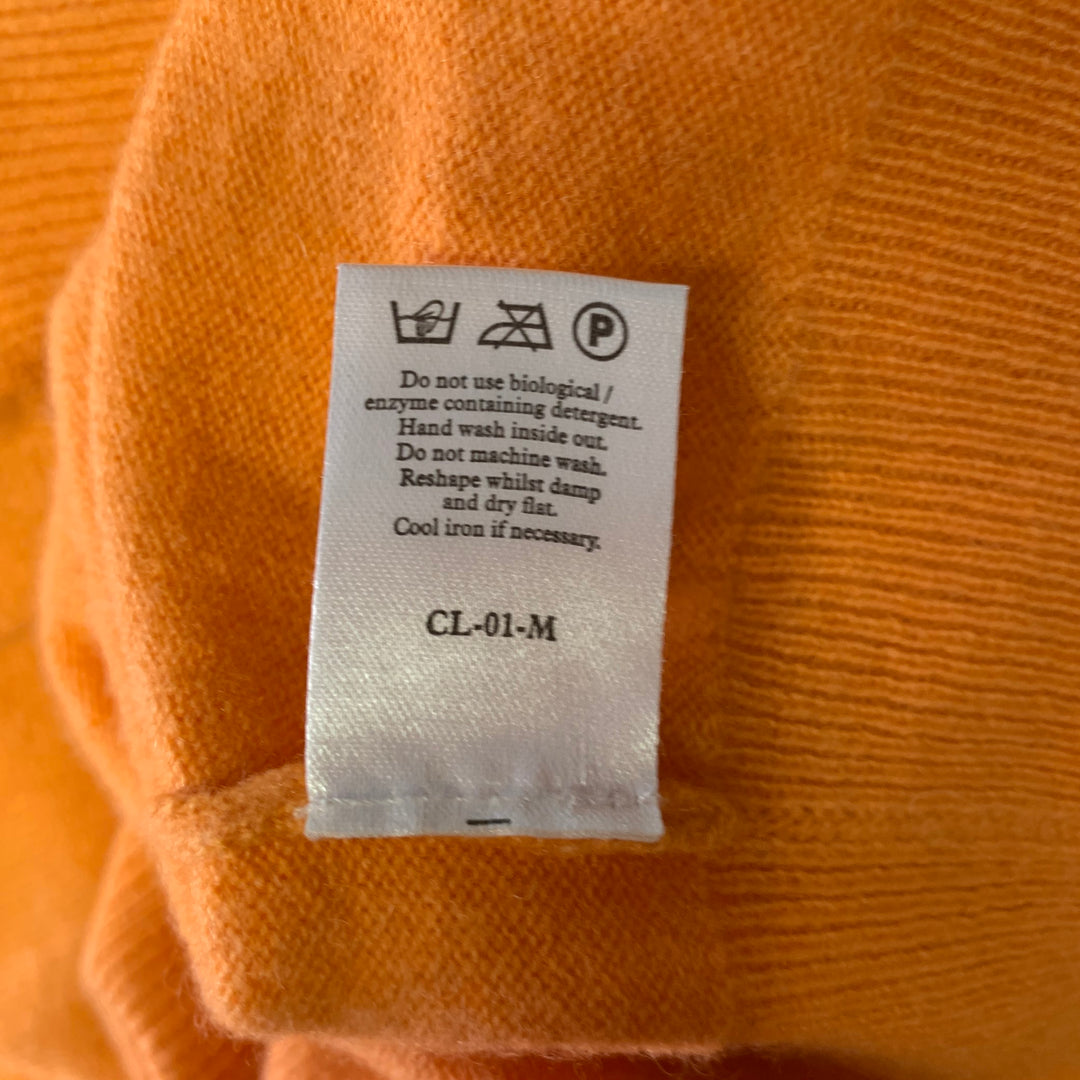 P
Do not use biological /
enzyme containing detergent.
Hand wash inside out.
Do not machine wash.
Reshape whilst damp
and dry flat.
Cool iron if necessary.
CL-01-M